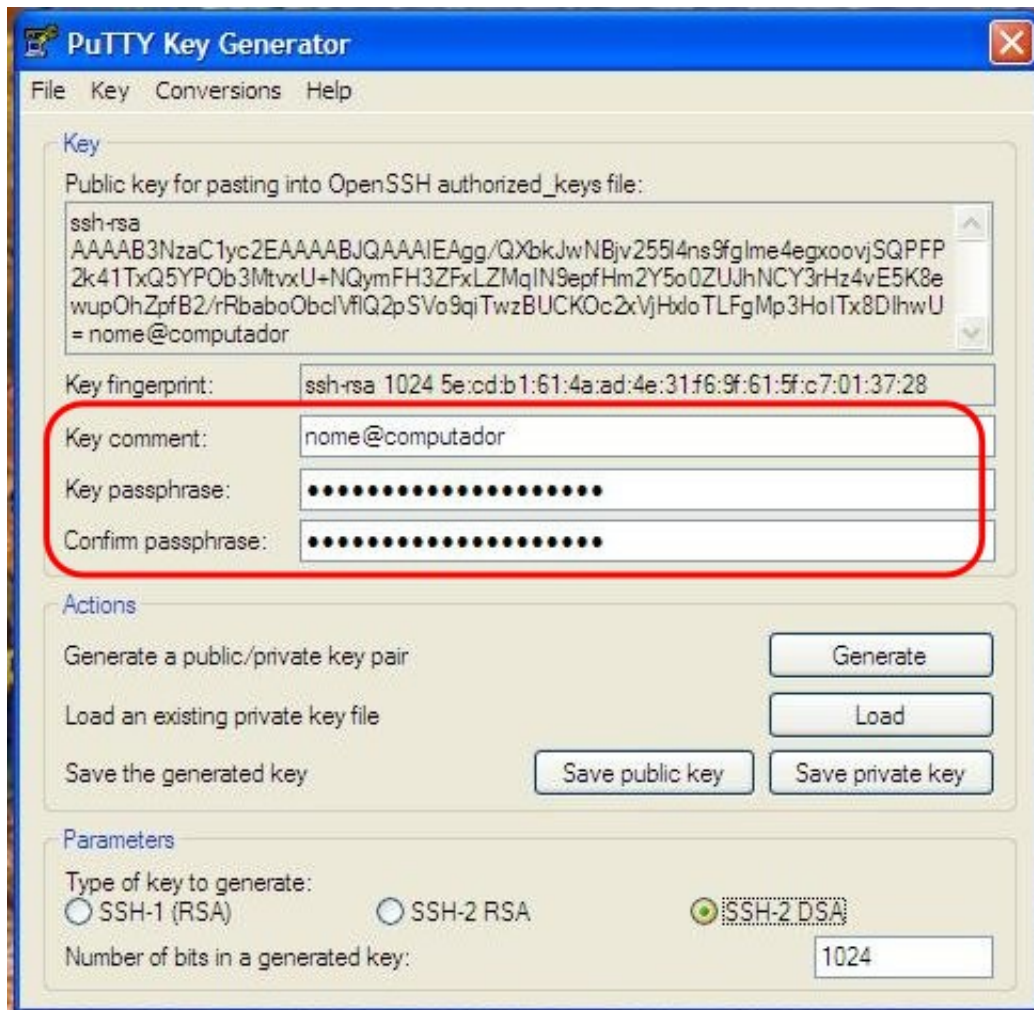 PuTTY Key Generator
File Key Conversions Help
Key
Public key for pasting into OpenSSH authorized_keys file:
ssh-rsa
AAAAB3NzaC1yc2EAAAABJQAAAIEAgg/QXbkJwNBjv255l4ns9fglme4egxoovjSQPFP
2k41TxQ5YPOb3MtvxU+NQymFH3ZFxLZMqIN9epfHm2Y5o0ZUJhNCY3rHz4vE5K8e
wupOhZpfB2/rRbaboObclVflQ2pSVo9qiTwzBUCKOc2xVjHxloTLFgMp3HoITx8DlhwU
= nome@computador
Key fingerprint: ssh-rsa 1024 5e:cd:b1:61:4a:ad:4e:31:f6:9f:61:5f:c7:01:37:28
Key comment: nome@computador
Key passphrase: ●●●●●●●●●●●●●●●●●●●●
Confirm passphrase: ●●●●●●●●●●●●●●●●●●●●
Actions
Generate a public/private key pair Generate
Load an existing private key file Load
Save the generated key Save public key Save private key
Parameters
Type of key to generate:
SSH-1 (RSA) SSH-2 RSA SSH-2 DSA
Number of bits in a generated key: 1024